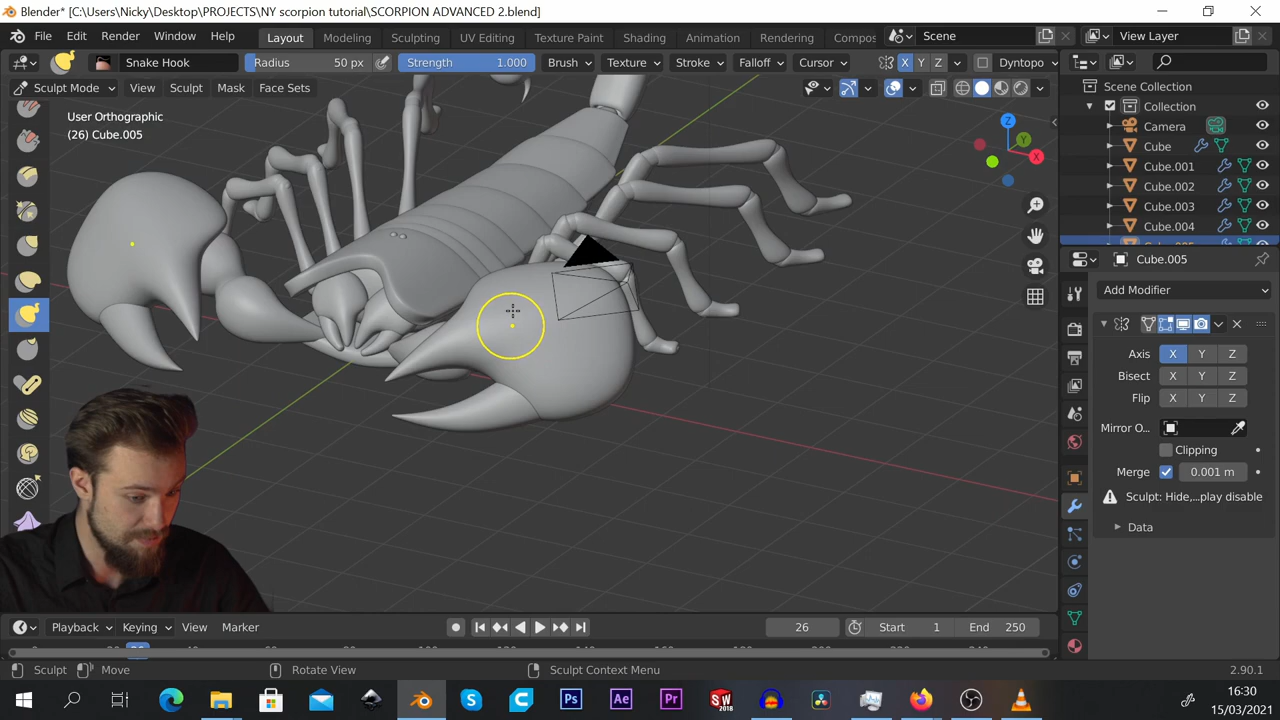 Blender* [C:\Users\Nicky\Desktop\PROJECTS\NY scorpion tutorial\SCORPION ADVANCED 2.blend]
File Edit Render Window Help Layout Modeling Sculpting UV Editing Texture Paint Shading Animation Rendering Compos Scene View Layer
Snake Hook Radius 50 px Strength 1.000 Brush Texture Stroke Falloff Cursor X Y Z Dyntopo
Sculpt Mode View Sculpt Mask Face Sets
User Orthographic
(26) Cube.005
Z
Y
X
Scene Collection
Collection
Camera
Cube
Cube.001
Cube.002
Cube.003
Cube.004
Cube.005
Add Modifier
Axis X Y Z
Bisect X Y Z
Flip X Y Z
Mirror O...
Clipping
Merge 0.001 m
Sculpt: Hide,...play disable
Data
Playback Keying View Marker 26 Start 1 End 250
Sculpt Move Rotate View Sculpt Context Menu 2.90.1
Ps Ae Pr SW 2018
16:30
15/03/2021